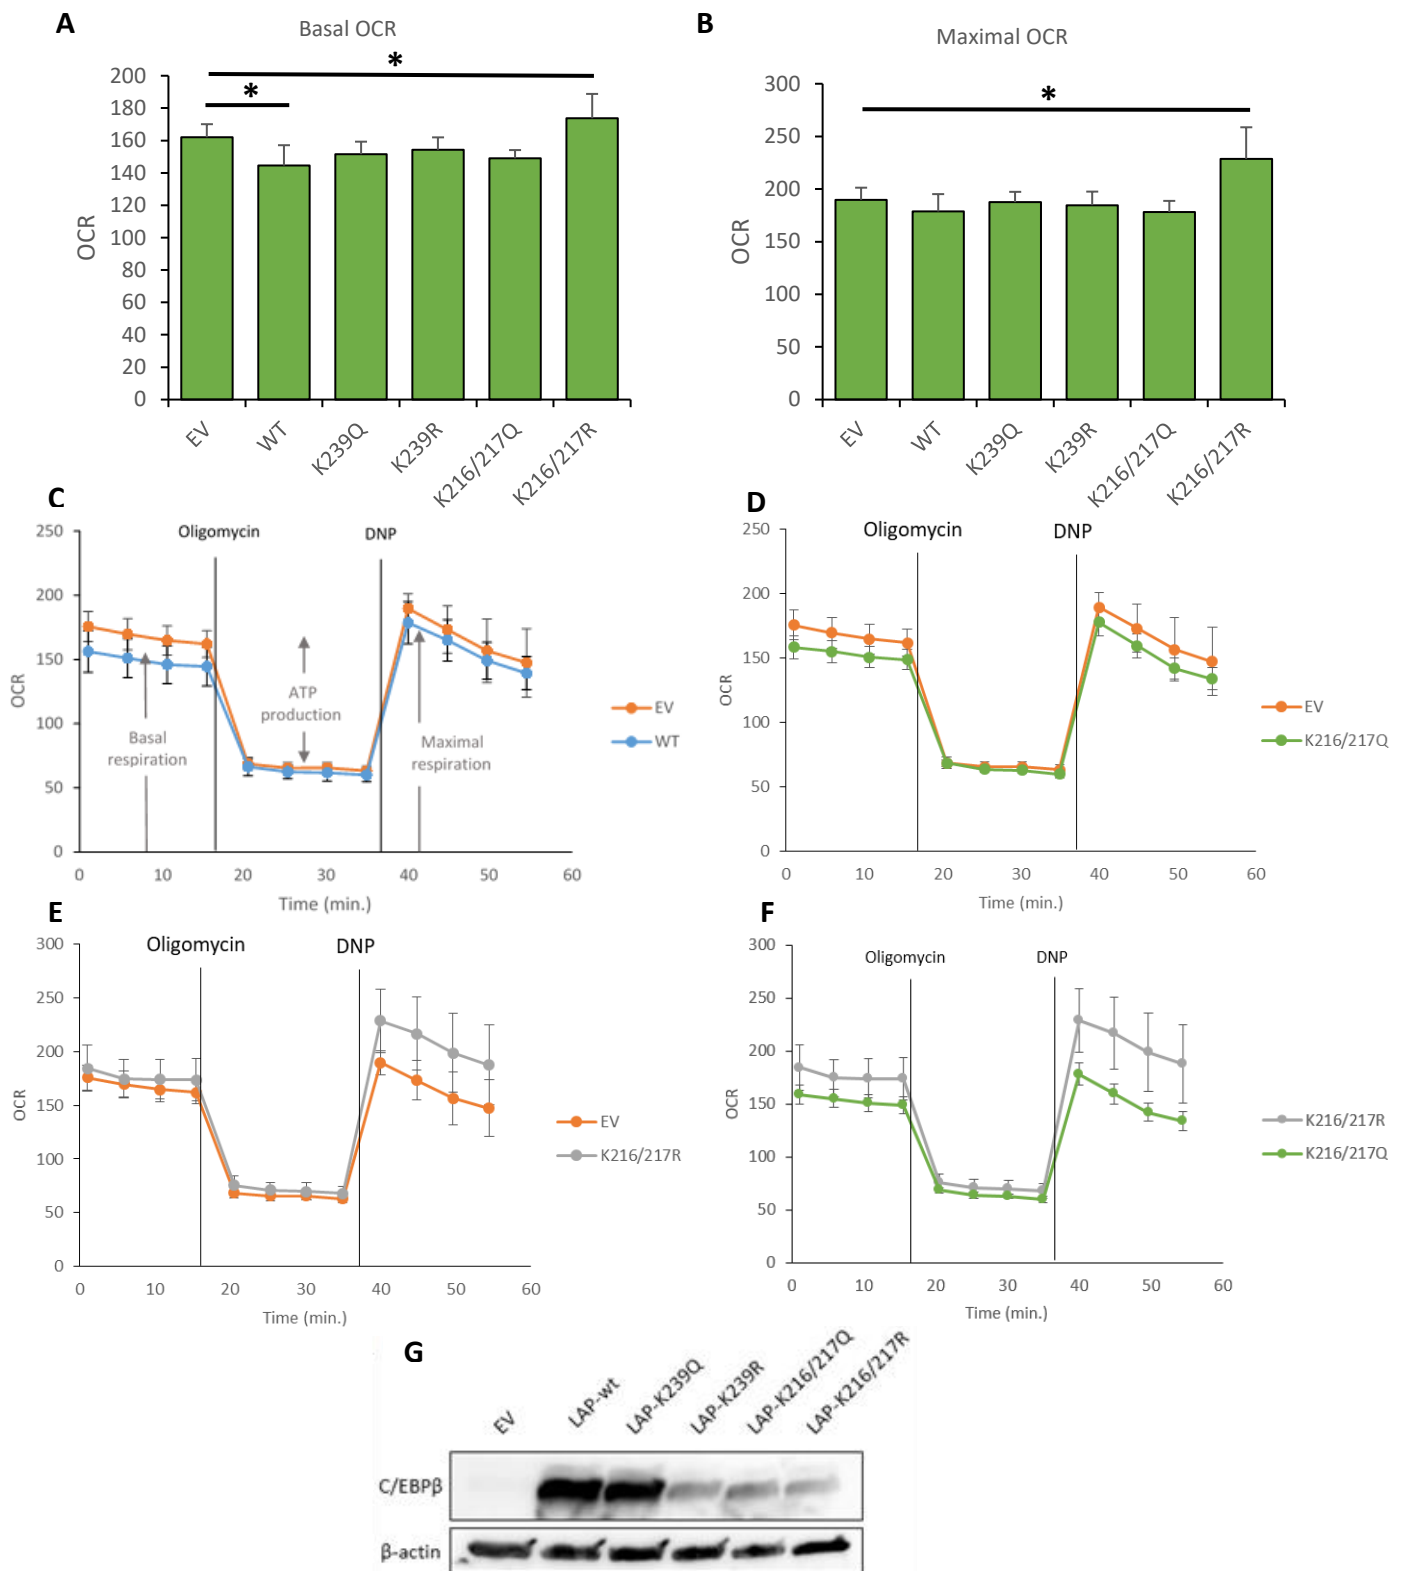 A
Basal OCR
*
*
200
180
160
140
120
100
80
60
40
20
0
OCR
EV
WT
K239Q
K239R
K216/217Q
K216/217R
B
Maximal OCR
*
300
250
200
150
100
50
0
OCR
EV
WT
K239Q
K239R
K216/217Q
K216/217R
C
Oligomycin
DNP
250
200
150
100
50
0
OCR
Basal
respiration
ATP
production
Maximal
respiration
EV
WT
0 10 20 30 40 50 60
Time (min.)
D
Oligomycin
DNP
250
200
150
100
50
0
OCR
EV
K216/217Q
0 10 20 30 40 50 60
Time (min.)
E
Oligomycin
DNP
300
250
200
150
100
50
0
OCR
EV
K216/217R
0 10 20 30 40 50 60
Time (min.)
F
Oligomycin
DNP
300
250
200
150
100
50
0
OCR
K216/217R
K216/217Q
0 10 20 30 40 50 60
Time (min.)
G
EV
LAP-wt
LAP-K239Q
LAP-K239R
LAP-K216/217Q
LAP-K216/217R
C/EBPβ
β-actin